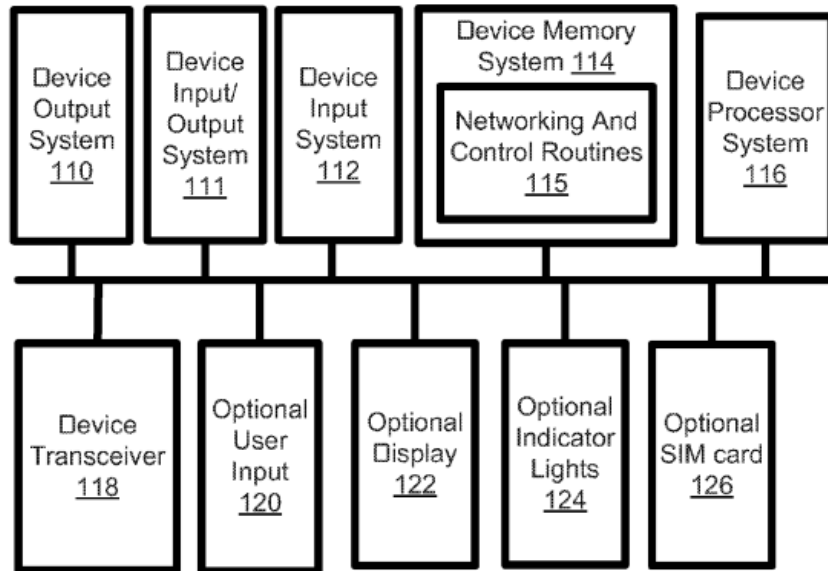 Device
Output
System
110
Device
Input/
Output
System
111
Device
Input
System
112
Device Memory
System 114
Networking And
Control Routines
115
Device
Processor
System
116
Device
Transceiver
118
Optional
User
Input
120
Optional
Display
122
Optional
Indicator
Lights
124
Optional
SIM card
126